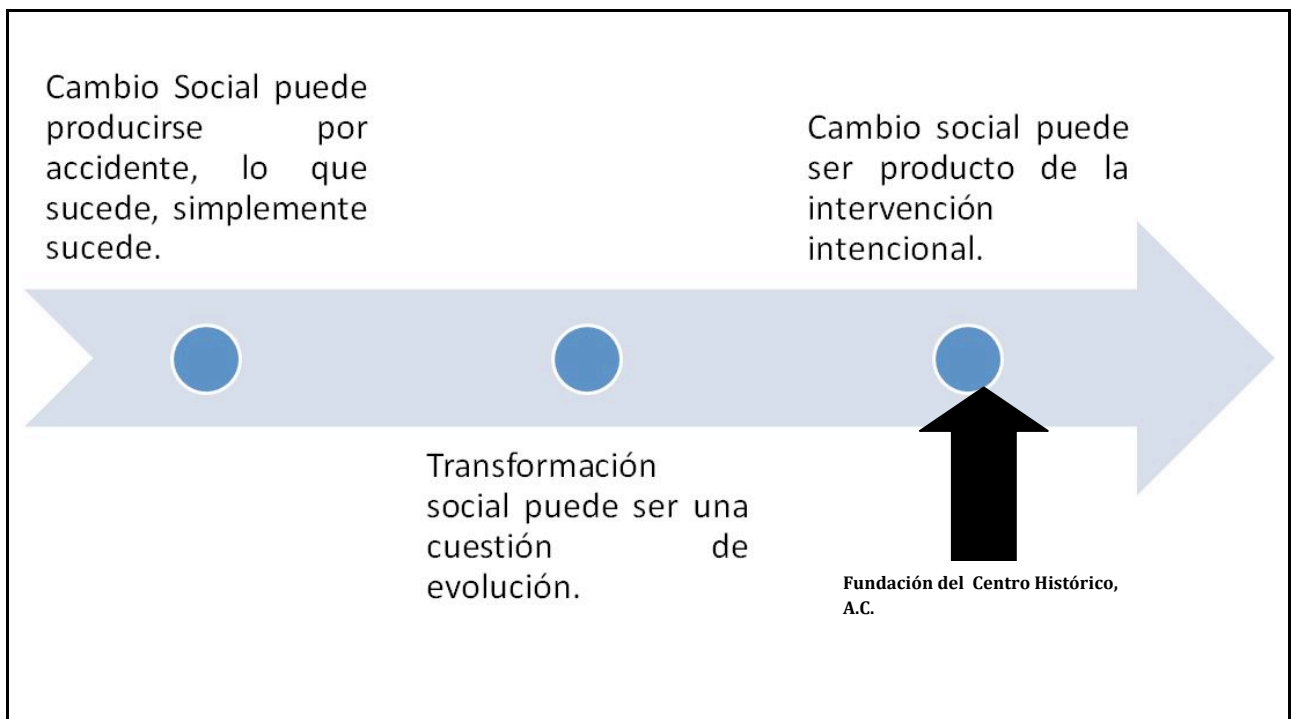 Cambio Social puede
producirse por
accidente, lo que
sucede, simplemente
sucede.
Transformación
social puede ser una
cuestión de
evolución.
Cambio social puede
ser producto de la
intervención
intencional.
Fundación del Centro Histórico,
A.C.